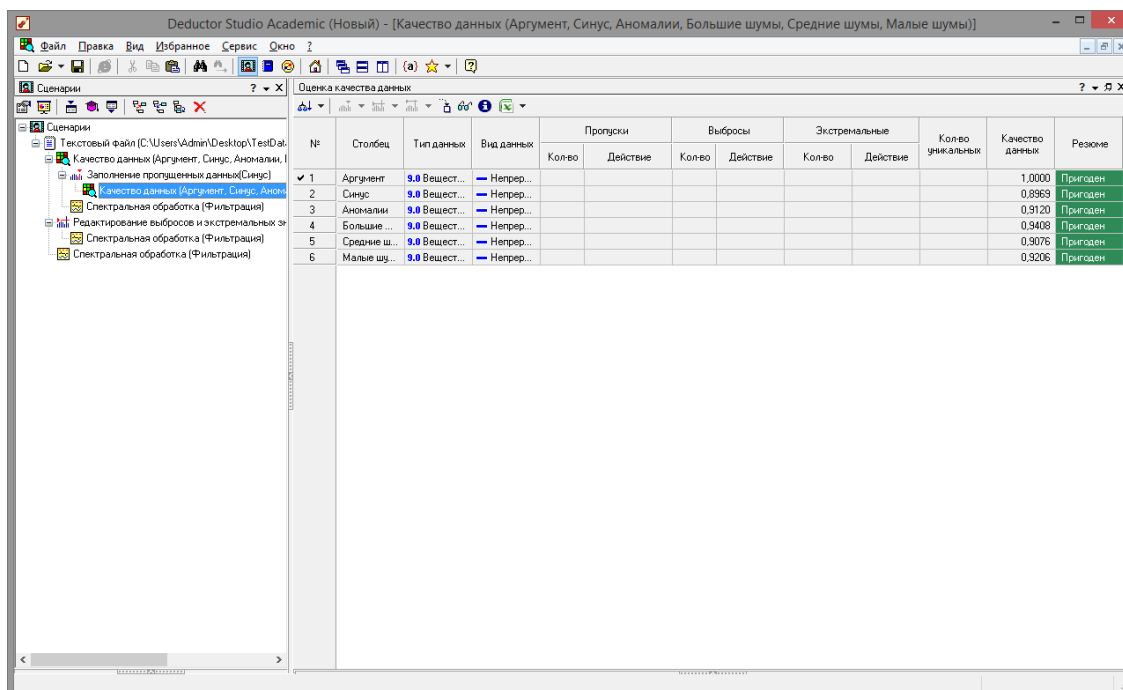 Deductor Studio Academic (Новый) - [Качество данных (Аргумент, Синус, Аномалии, Большие шумы, Средние шумы, Малые шумы)]
Файл Правка Вид Избранное Сервис Окно ?
Сценарии ? X
Оценка качества данных ? X
Сценарии
Текстовый файл (C:\Users\Admin\Desktop\TestDat
Качество данных (Аргумент, Синус, Аномалии, I
Заполнение пропущенных данных(Синус)
Качество данных (Аргумент, Синус, Аном
Спектральная обработка (Фильтрация)
Редактирование выбросов и экстремальных зн
Спектральная обработка (Фильтрация)
Спектральная обработка (Фильтрация)
№ Столбец Тип данных Вид данных Пропуски Выбросы Экстремальные Кол-во уникальных Качество данных Резюме
Кол-во Действие Кол-во Действие Кол-во Действие
1 Аргумент 9.0 Вещест... Непрер... 1,0000 Пригоден
2 Синус 9.0 Вещест... Непрер... 0,8969 Пригоден
3 Аномалии 9.0 Вещест... Непрер... 0,9120 Пригоден
4 Большие ... 9.0 Вещест... Непрер... 0,9408 Пригоден
5 Средние ш... 9.0 Вещест... Непрер... 0,9076 Пригоден
6 Малые шу... 9.0 Вещест... Непрер... 0,9206 Пригоден